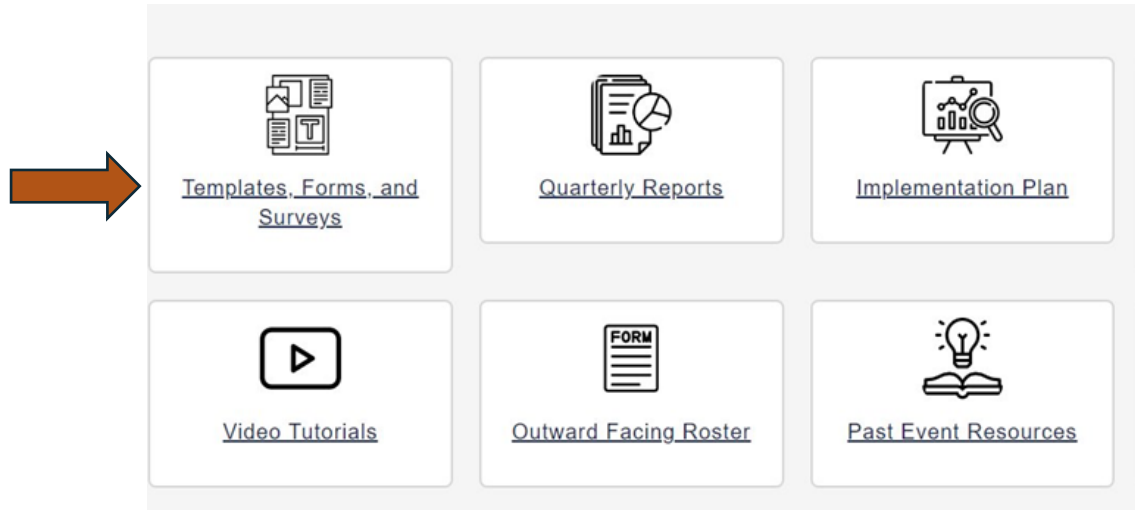 Templates, Forms, and
Surveys
Quarterly Reports
Implementation Plan
FORM
Video Tutorials
Outward Facing Roster
Past Event Resources